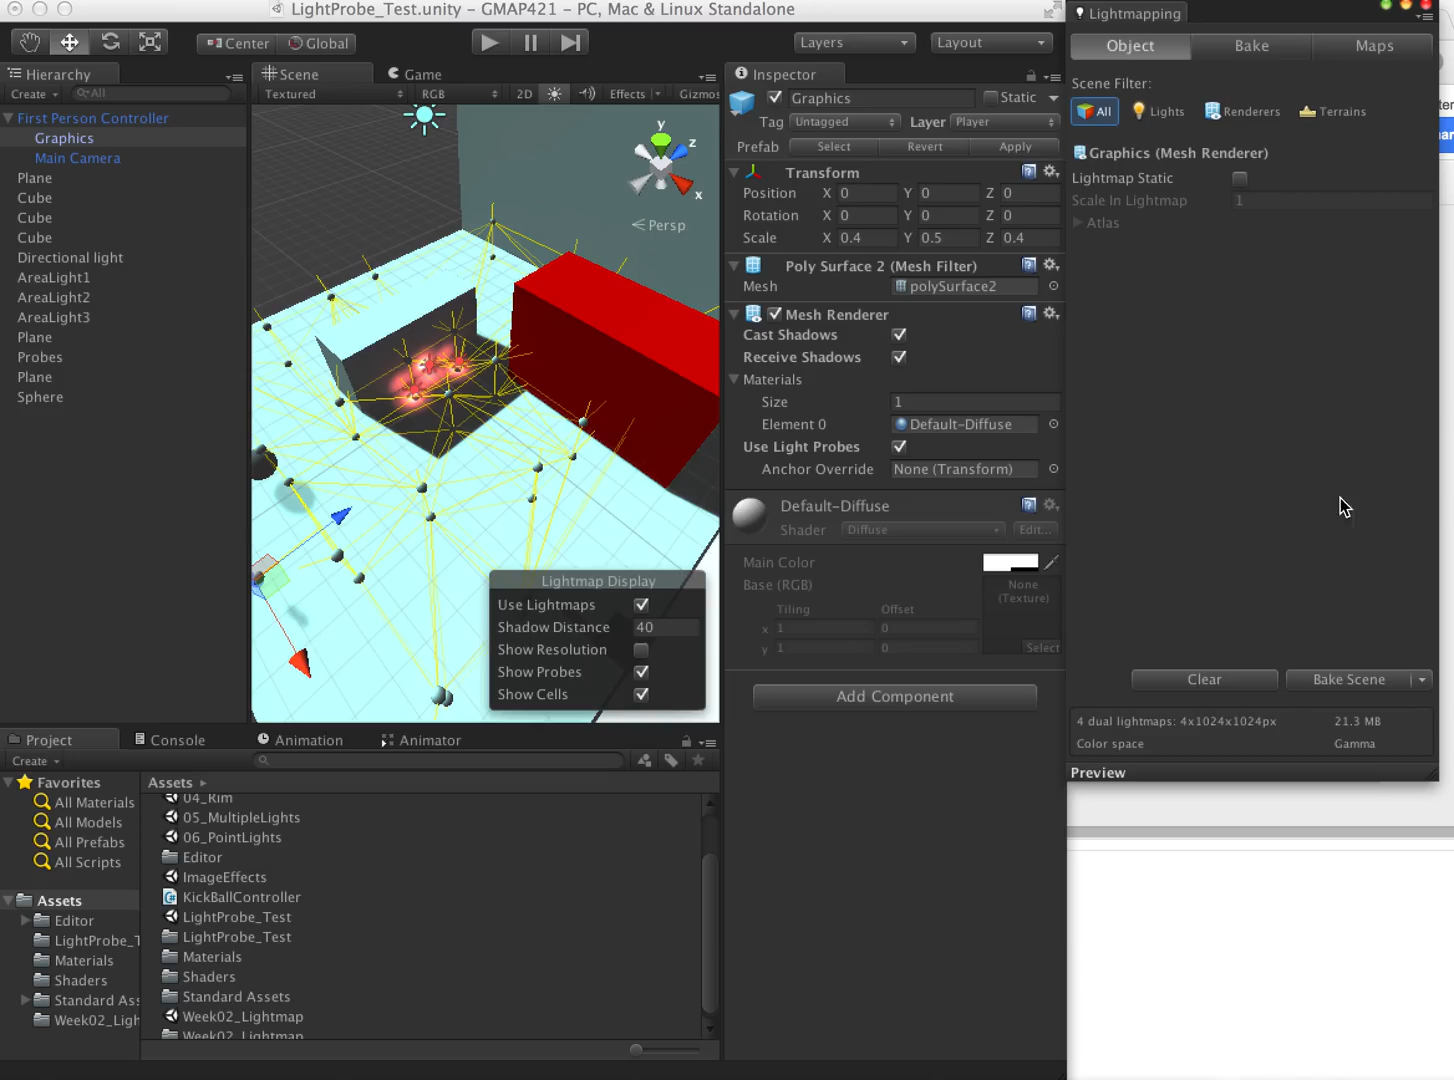 LightProbe_Test.unity – GMAP421 – PC, Mac & Linux Standalone
Center Global Layers Layout
Hierarchy
Create All
First Person Controller
Graphics
Main Camera
Plane
Cube
Cube
Cube
Directional light
AreaLight1
AreaLight2
AreaLight3
Plane
Probes
Plane
Sphere
Scene Game
Textured RGB 2D Effects Gizmos
y
z
x
Persp
Lightmap Display
Use Lightmaps
Shadow Distance 40
Show Resolution
Show Probes
Show Cells
Inspector
Graphics Static
Tag Untagged Layer Player
Prefab Select Revert Apply
Transform
Position X 0 Y 0 Z 0
Rotation X 0 Y 0 Z 0
Scale X 0.4 Y 0.5 Z 0.4
Poly Surface 2 (Mesh Filter)
Mesh polySurface2
Mesh Renderer
Cast Shadows
Receive Shadows
Materials
Size 1
Element 0 Default-Diffuse
Use Light Probes
Anchor Override None (Transform)
Default-Diffuse
Shader Diffuse Edit...
Main Color
Base (RGB) None
(Texture)
Tiling Offset
x 1 0
y 1 0 Select
Add Component
Lightmapping
Object Bake Maps
Scene Filter:
All Lights Renderers Terrains
Graphics (Mesh Renderer)
Lightmap Static
Scale In Lightmap 1
Atlas
Clear Bake Scene
4 dual lightmaps: 4x1024x1024px 21.3 MB
Color space Gamma
Preview
Project Console Animation Animator
Create
Favorites
All Materials
All Models
All Prefabs
All Scripts
Assets
Editor
LightProbe_T
Materials
Shaders
Standard Ass
Week02_Ligh
Assets
04_Rim
05_MultipleLights
06_PointLights
Editor
ImageEffects
KickBallController
LightProbe_Test
LightProbe_Test
Materials
Shaders
Standard Assets
Week02_Lightmap
Week02_Lightmap